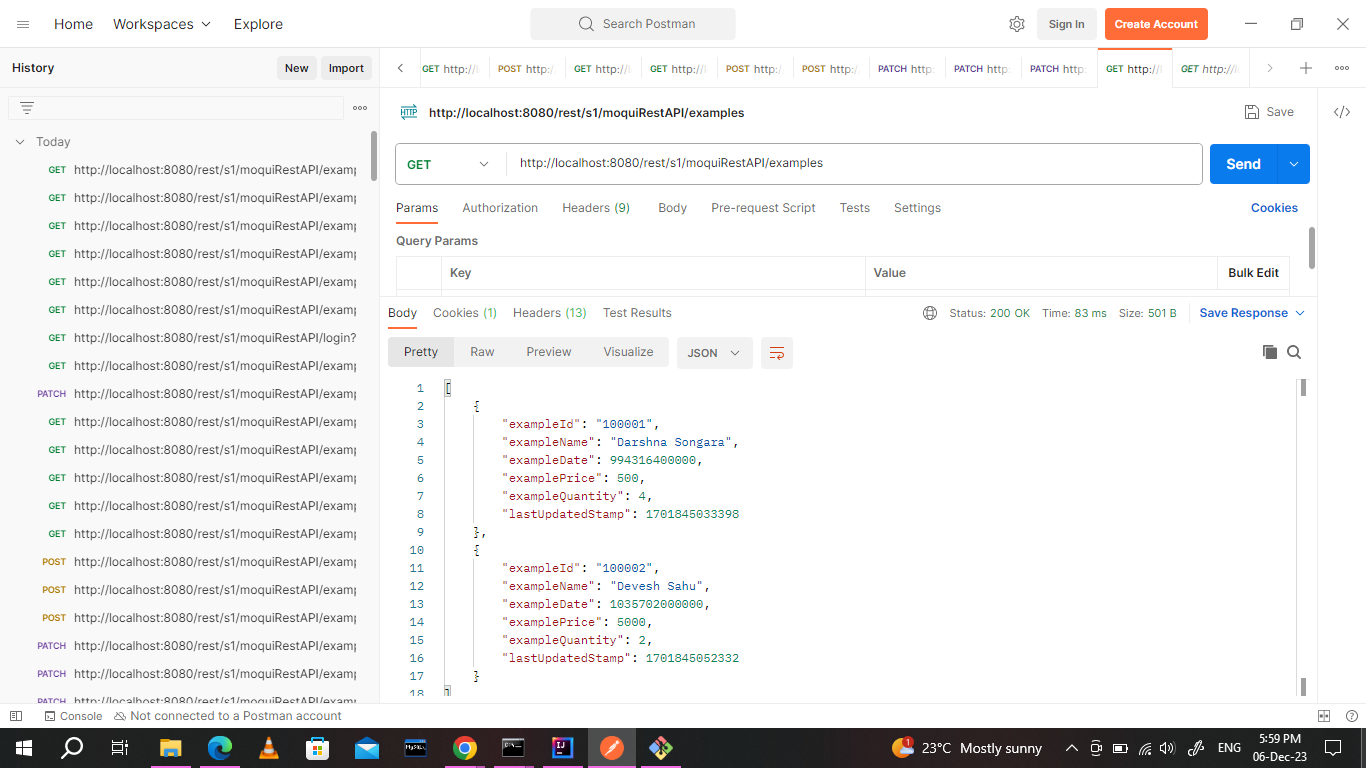 Home Workspaces Explore Search Postman Sign In Create Account
History New Import
GET http://l POST http:/ GET http://l GET http://l POST http:/ POST http:/ PATCH http: PATCH http: PATCH http: GET http://l GET http://l
HTTP http://localhost:8080/rest/s1/moquiRestAPI/examples Save
Today
GET http://localhost:8080/rest/s1/moquiRestAPI/examp
GET http://localhost:8080/rest/s1/moquiRestAPI/examp
GET http://localhost:8080/rest/s1/moquiRestAPI/examp
GET http://localhost:8080/rest/s1/moquiRestAPI/examp
GET http://localhost:8080/rest/s1/moquiRestAPI/examp
GET http://localhost:8080/rest/s1/moquiRestAPI/examp
GET http://localhost:8080/rest/s1/moquiRestAPI/login?
GET http://localhost:8080/rest/s1/moquiRestAPI/examp
PATCH http://localhost:8080/rest/s1/moquiRestAPI/examp
GET http://localhost:8080/rest/s1/moquiRestAPI/examp
GET http://localhost:8080/rest/s1/moquiRestAPI/examp
GET http://localhost:8080/rest/s1/moquiRestAPI/examp
GET http://localhost:8080/rest/s1/moquiRestAPI/examp
GET http://localhost:8080/rest/s1/moquiRestAPI/examp
POST http://localhost:8080/rest/s1/moquiRestAPI/examp
POST http://localhost:8080/rest/s1/moquiRestAPI/examp
POST http://localhost:8080/rest/s1/moquiRestAPI/examp
PATCH http://localhost:8080/rest/s1/moquiRestAPI/examp
PATCH http://localhost:8080/rest/s1/moquiRestAPI/examp
PATCH http://localhost:8080/rest/s1/moquiRestAPI/examp
GET http://localhost:8080/rest/s1/moquiRestAPI/examples Send
Params Authorization Headers (9) Body Pre-request Script Tests Settings Cookies
Query Params
Key Value Bulk Edit
Body Cookies (1) Headers (13) Test Results Status: 200 OK Time: 83 ms Size: 501 B Save Response
Pretty Raw Preview Visualize JSON
1 [
2 {
3 "exampleId": "100001",
4 "exampleName": "Darshna Songara",
5 "exampleDate": 994316400000,
6 "examplePrice": 500,
7 "exampleQuantity": 4,
8 "lastUpdatedStamp": 1701845033398
9 },
10 {
11 "exampleId": "100002",
12 "exampleName": "Devesh Sahu",
13 "exampleDate": 1035702000000,
14 "examplePrice": 5000,
15 "exampleQuantity": 2,
16 "lastUpdatedStamp": 1701845052332
17 }
18 ]
Console Not connected to a Postman account
1 23°C Mostly sunny ENG 5:59 PM
06-Dec-23